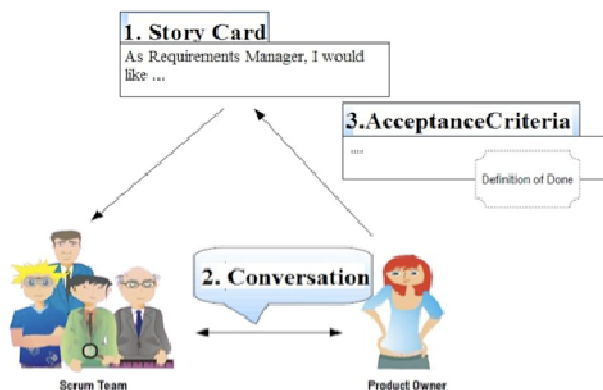 1. Story Card
As Requirements Manager, I would
like ...
3.AcceptanceCriteria
....
Definition of Done
2. Conversation
Scrum Team
Product Owner